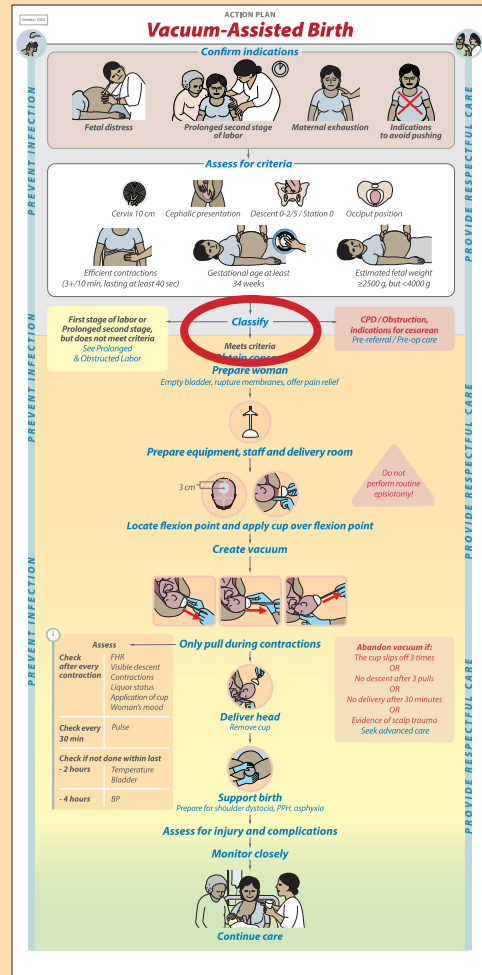 October 2022
ACTION PLAN
Vacuum-Assisted Birth
PREVENT INFECTION
PROVIDE RESPECTFUL CARE
Confirm indications
Fetal distress
Prolonged second stage
of labor
Maternal exhaustion
Indications
to avoid pushing
Assess for criteria
Cervix 10 cm
Cephalic presentation
Descent 0-2/5 / Station 0
Occiput position
Efficient contractions
(3+/10 min, lasting at least 40 sec)
Gestational age at least
34 weeks
Estimated fetal weight
≥2500 g, but <4000 g
First stage of labor or
Prolonged second stage,
but does not meet criteria
See Prolonged
& Obstructed Labor
Classify
CPD / Obstruction,
indications for cesarean
Pre-referral / Pre-op care
Meets criteria
Obtain
Prepare woman
Empty bladder, rupture membranes, offer pain relief
PREVENT INFECTION
PROVIDE RESPECTFUL CARE
Prepare equipment, staff and delivery room
Do not
perform routine
episiotomy!
3 cm
Locate flexion point and apply cup over flexion point
Create vacuum
PREVENT INFECTION
PROVIDE RESPECTFUL CARE
Only pull during contractions
Assess
Check
after every
contraction
FHR
Visible descent
Contractions
Liquor status
Application of cup
Woman's mood
Check every
30 min
Pulse
Check if not done within last
- 2 hours
Temperature
Bladder
- 4 hours
BP
Abandon vacuum if:
The cup slips off 3 times
OR
No descent after 3 pulls
OR
No delivery after 30 minutes
OR
Evidence of scalp trauma
Seek advanced care
Deliver head
Remove cup
Support birth
Prepare for shoulder dystocia, PPH, asphyxia
Assess for injury and complications
Monitor closely
Continue care